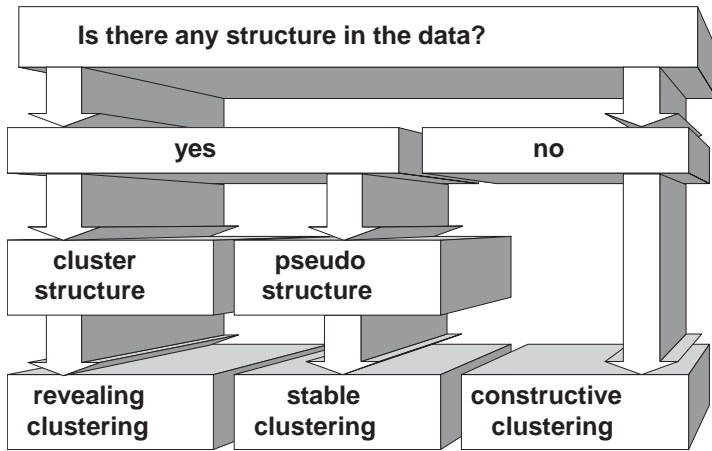 Is there any structure in the data?
yes
no
cluster
structure
pseudo
structure
revealing
clustering
stable
clustering
constructive
clustering